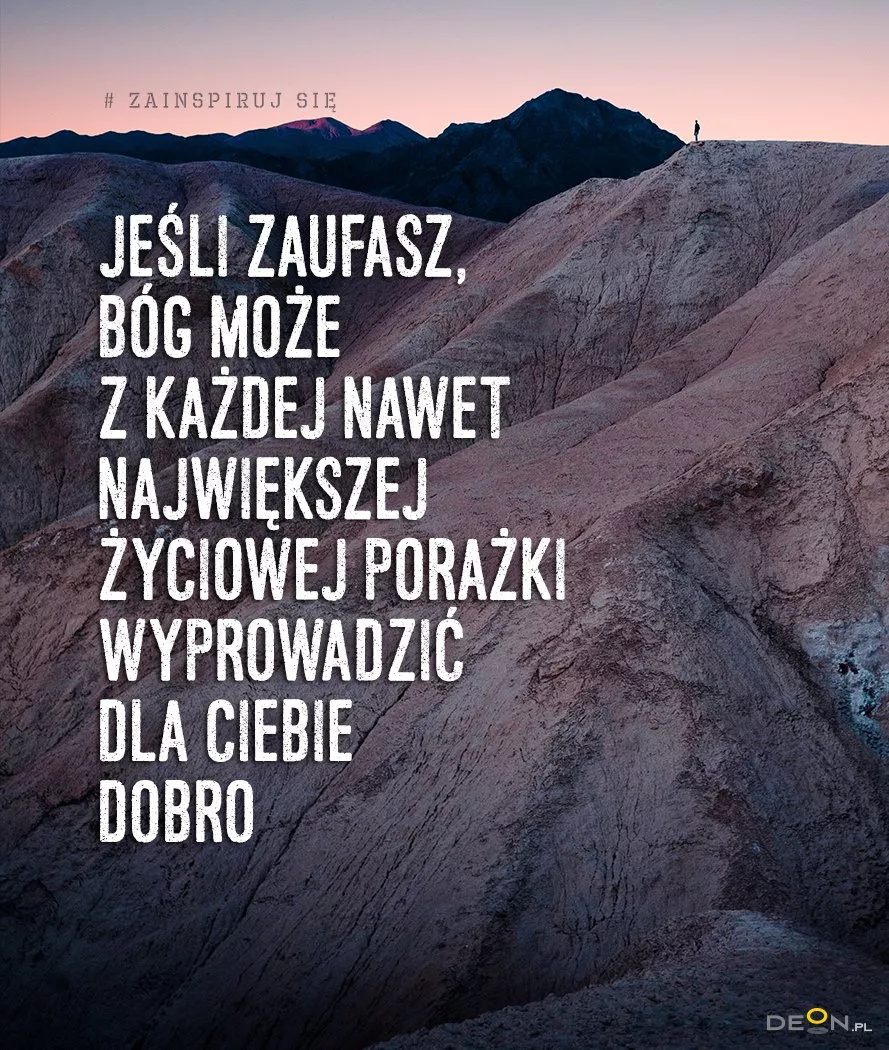 # ZAINSPIRUJ SIĘ
JEŚLI ZAUFASZ,
BÓG MOŻE
Z KAŻDEJ NAWET
NAJWIĘKSZEJ
ŻYCIOWEJ PORAŻKI
WYPROWADZIĆ
DLA CIEBIE
DOBRO
DEON.PL